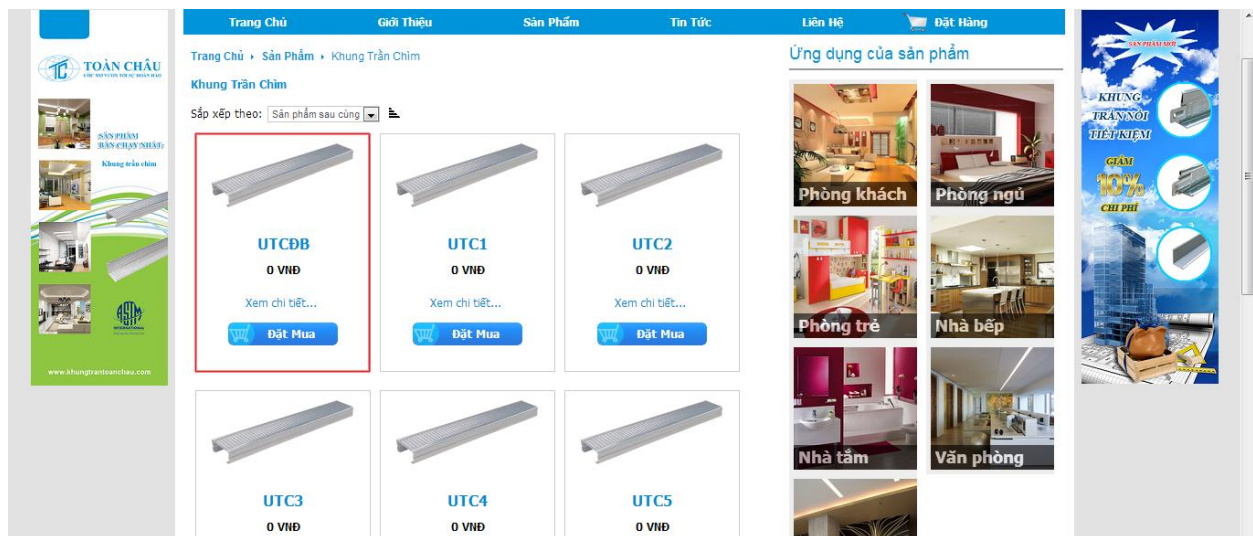 Trang Chủ
Giới Thiệu
Sản Phẩm
Tin Tức
Liên Hệ
Đặt Hàng
TC TOÀN CHÂU
SẢN PHẨM
BÁN CHẠY NHẤT:
Khung trần chìm
ASTM
INTERNATIONAL
www.khungtrantoanchau.com
Trang Chủ › Sản Phẩm › Khung Trần Chìm
Khung Trần Chìm
Sắp xếp theo: Sản phẩm sau cùng
UTCĐB
0 VNĐ
Xem chi tiết...
Đặt Mua
UTC1
0 VNĐ
Xem chi tiết...
Đặt Mua
UTC2
0 VNĐ
Xem chi tiết...
Đặt Mua
UTC3
0 VNĐ
UTC4
0 VNĐ
UTC5
0 VNĐ
Ứng dụng của sản phẩm
Phòng khách
Phòng ngủ
Phòng trẻ
Nhà bếp
Nhà tắm
Văn phòng
SẢN PHẨM MỚI
KHUNG
TRẦN NỔI
TIẾT KIỆM
GIẢM
10%
CHI PHÍ